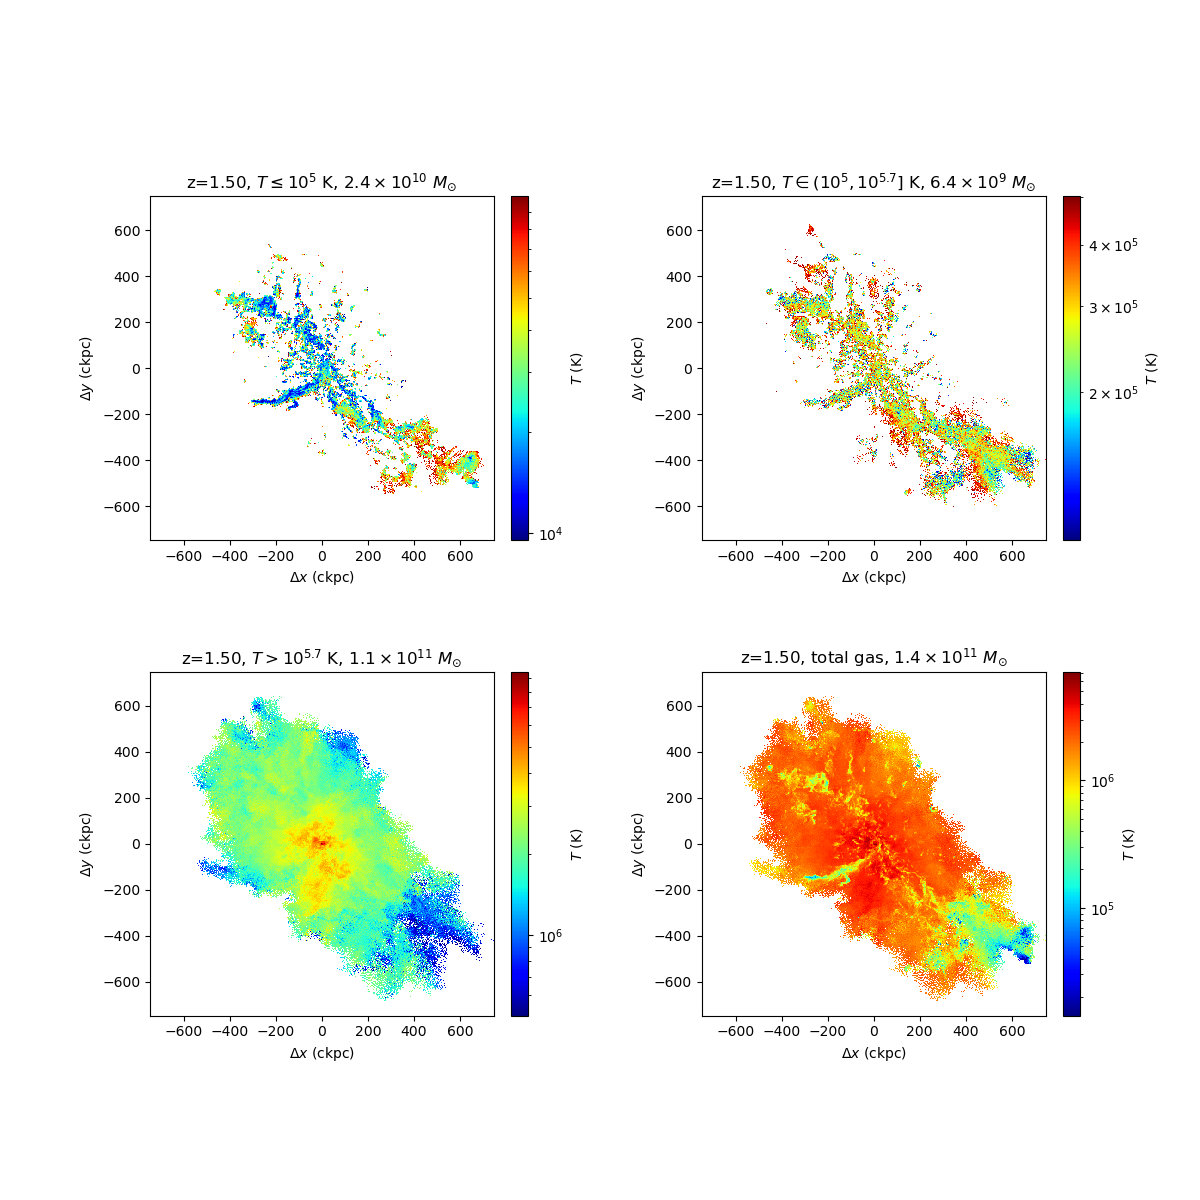 z=1.50, T ≤ 10^5 K, 2.4 × 10^10 M_⊙
z=1.50, T ∈ (10^5, 10^5.7] K, 6.4 × 10^9 M_⊙
600
400
200
0
−200
−400
−600
Δy (ckpc)
−600 −400 −200 0 200 400 600
Δx (ckpc)
10^4
T (K)
600
400
200
0
−200
−400
−600
Δy (ckpc)
−600 −400 −200 0 200 400 600
Δx (ckpc)
4 × 10^5
3 × 10^5
2 × 10^5
T (K)
z=1.50, T > 10^5.7 K, 1.1 × 10^11 M_⊙
z=1.50, total gas, 1.4 × 10^11 M_⊙
600
400
200
0
−200
−400
−600
Δy (ckpc)
−600 −400 −200 0 200 400 600
Δx (ckpc)
10^6
T (K)
600
400
200
0
−200
−400
−600
Δy (ckpc)
−600 −400 −200 0 200 400 600
Δx (ckpc)
10^6
10^5
T (K)